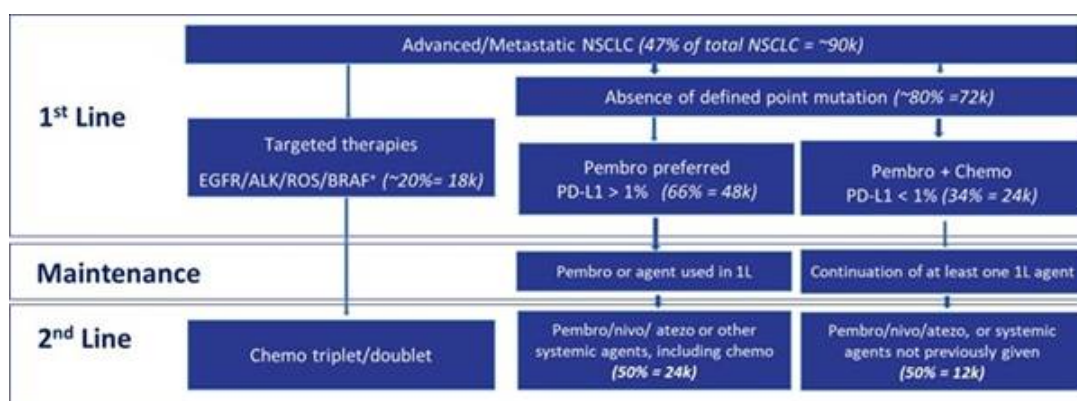 Advanced/Metastatic NSCLC (47% of total NSCLC = ~90k)
1st Line
Absence of defined point mutation (~80% =72k)
Targeted therapies
EGFR/ALK/ROS/BRAF* (~20%= 18k)
Pembro preferred
PD-L1 > 1% (66% = 48k)
Pembro + Chemo
PD-L1 < 1% (34% = 24k)
Maintenance
Pembro or agent used in 1L
Continuation of at least one 1L agent
2nd Line
Chemo triplet/doublet
Pembro/nivo/ atezo or other
systemic agents, including chemo
(50% = 24k)
Pembro/nivo/atezo, or systemic
agents not previously given
(50% = 12k)